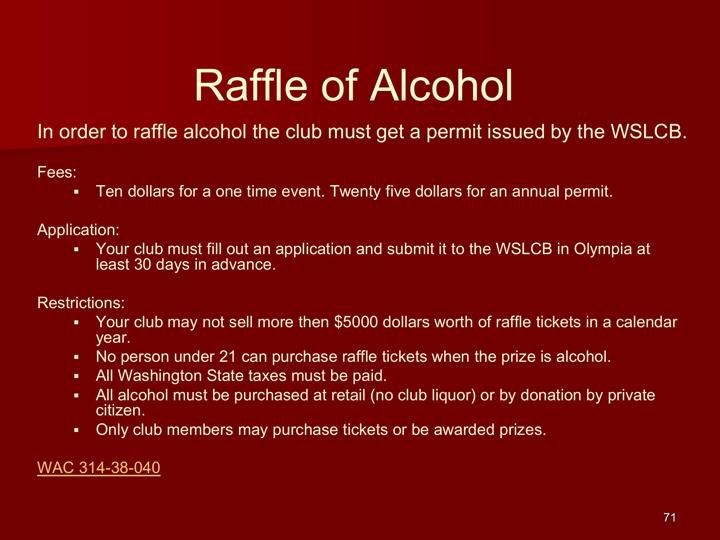 Raffle of Alcohol
In order to raffle alcohol the club must get a permit issued by the WSLCB.
Fees:
▪ Ten dollars for a one time event. Twenty five dollars for an annual permit.
Application:
▪ Your club must fill out an application and submit it to the WSLCB in Olympia at
least 30 days in advance.
Restrictions:
▪ Your club may not sell more then $5000 dollars worth of raffle tickets in a calendar
year.
▪ No person under 21 can purchase raffle tickets when the prize is alcohol.
▪ All Washington State taxes must be paid.
▪ All alcohol must be purchased at retail (no club liquor) or by donation by private
citizen.
▪ Only club members may purchase tickets or be awarded prizes.
WAC 314-38-040
71